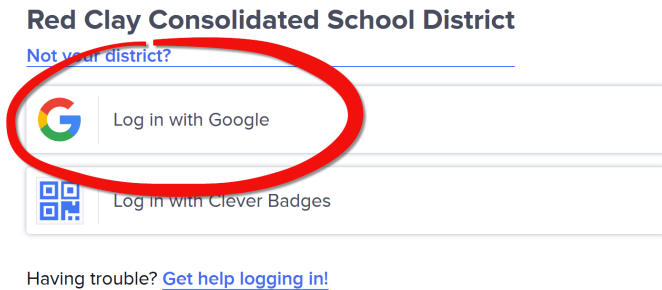 Red Clay Consolidated School District
Not your district?
Log in with Google
Log in with Clever Badges
Having trouble? Get help logging in!